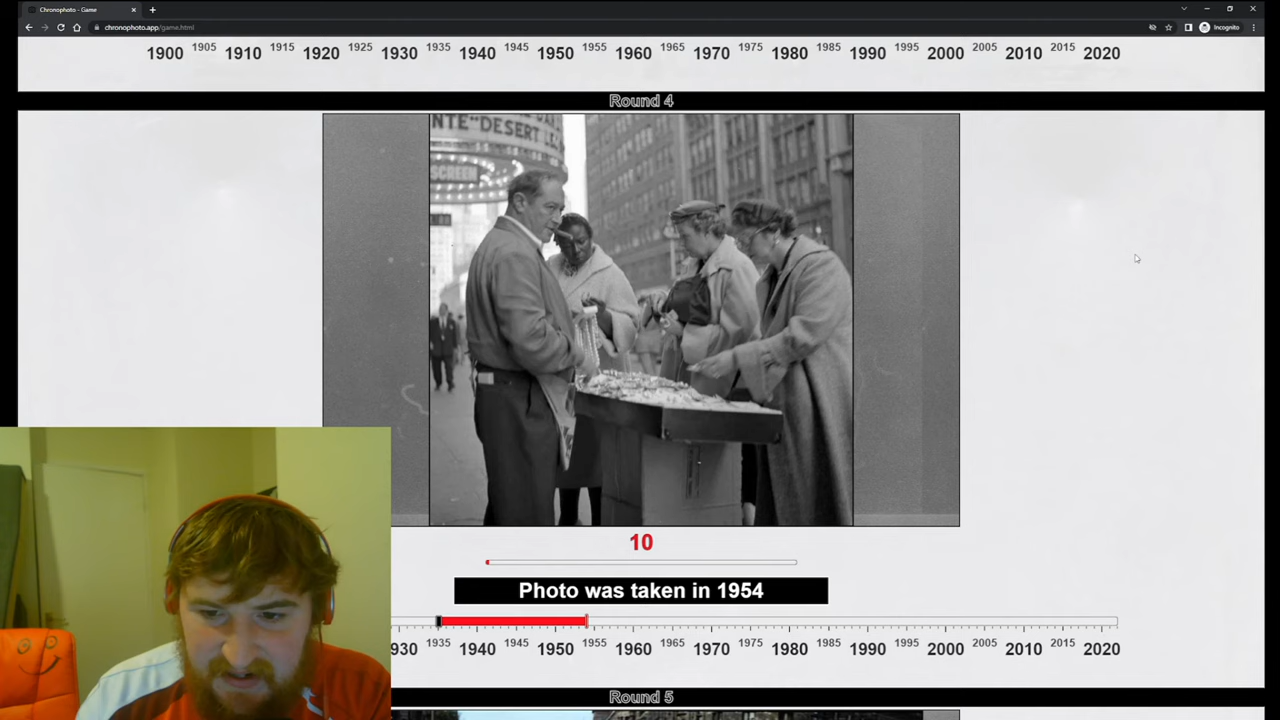 Chronophoto - Game
chronophoto.app/game.html
Incognito
1900 1905 1910 1915 1920 1925 1930 1935 1940 1945 1950 1955 1960 1965 1970 1975 1980 1985 1990 1995 2000 2005 2010 2015 2020
Round 4
NTE "DESERT
SCREEN
10
Photo was taken in 1954
930 1935 1940 1945 1950 1955 1960 1965 1970 1975 1980 1985 1990 1995 2000 2005 2010 2015 2020
Round 5